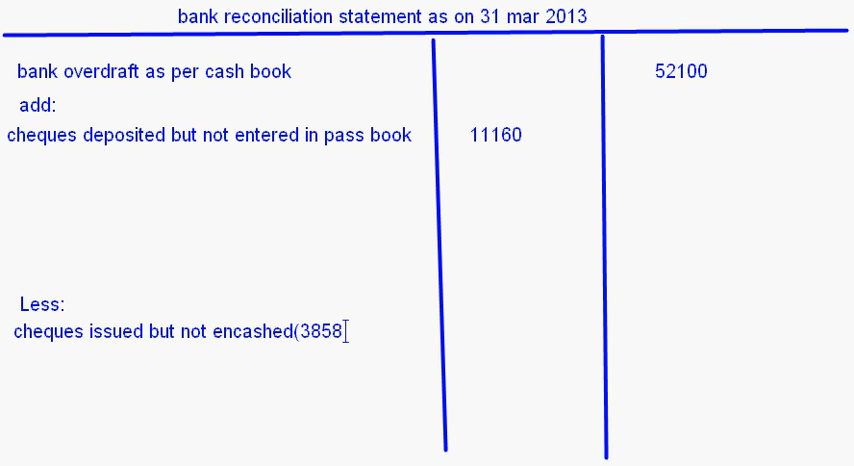 bank reconciliation statement as on 31 mar 2013
bank overdraft as per cash book 52100
add:
cheques deposited but not entered in pass book 11160
Less:
cheques issued but not encashed(3858